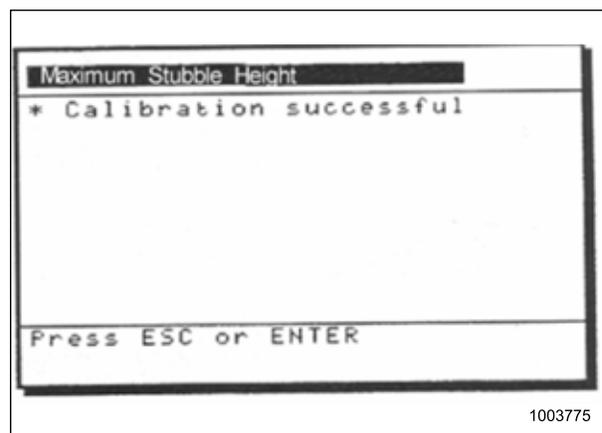 Maximum Stubble Height
* Calibration successful
Press ESC or ENTER
1003775